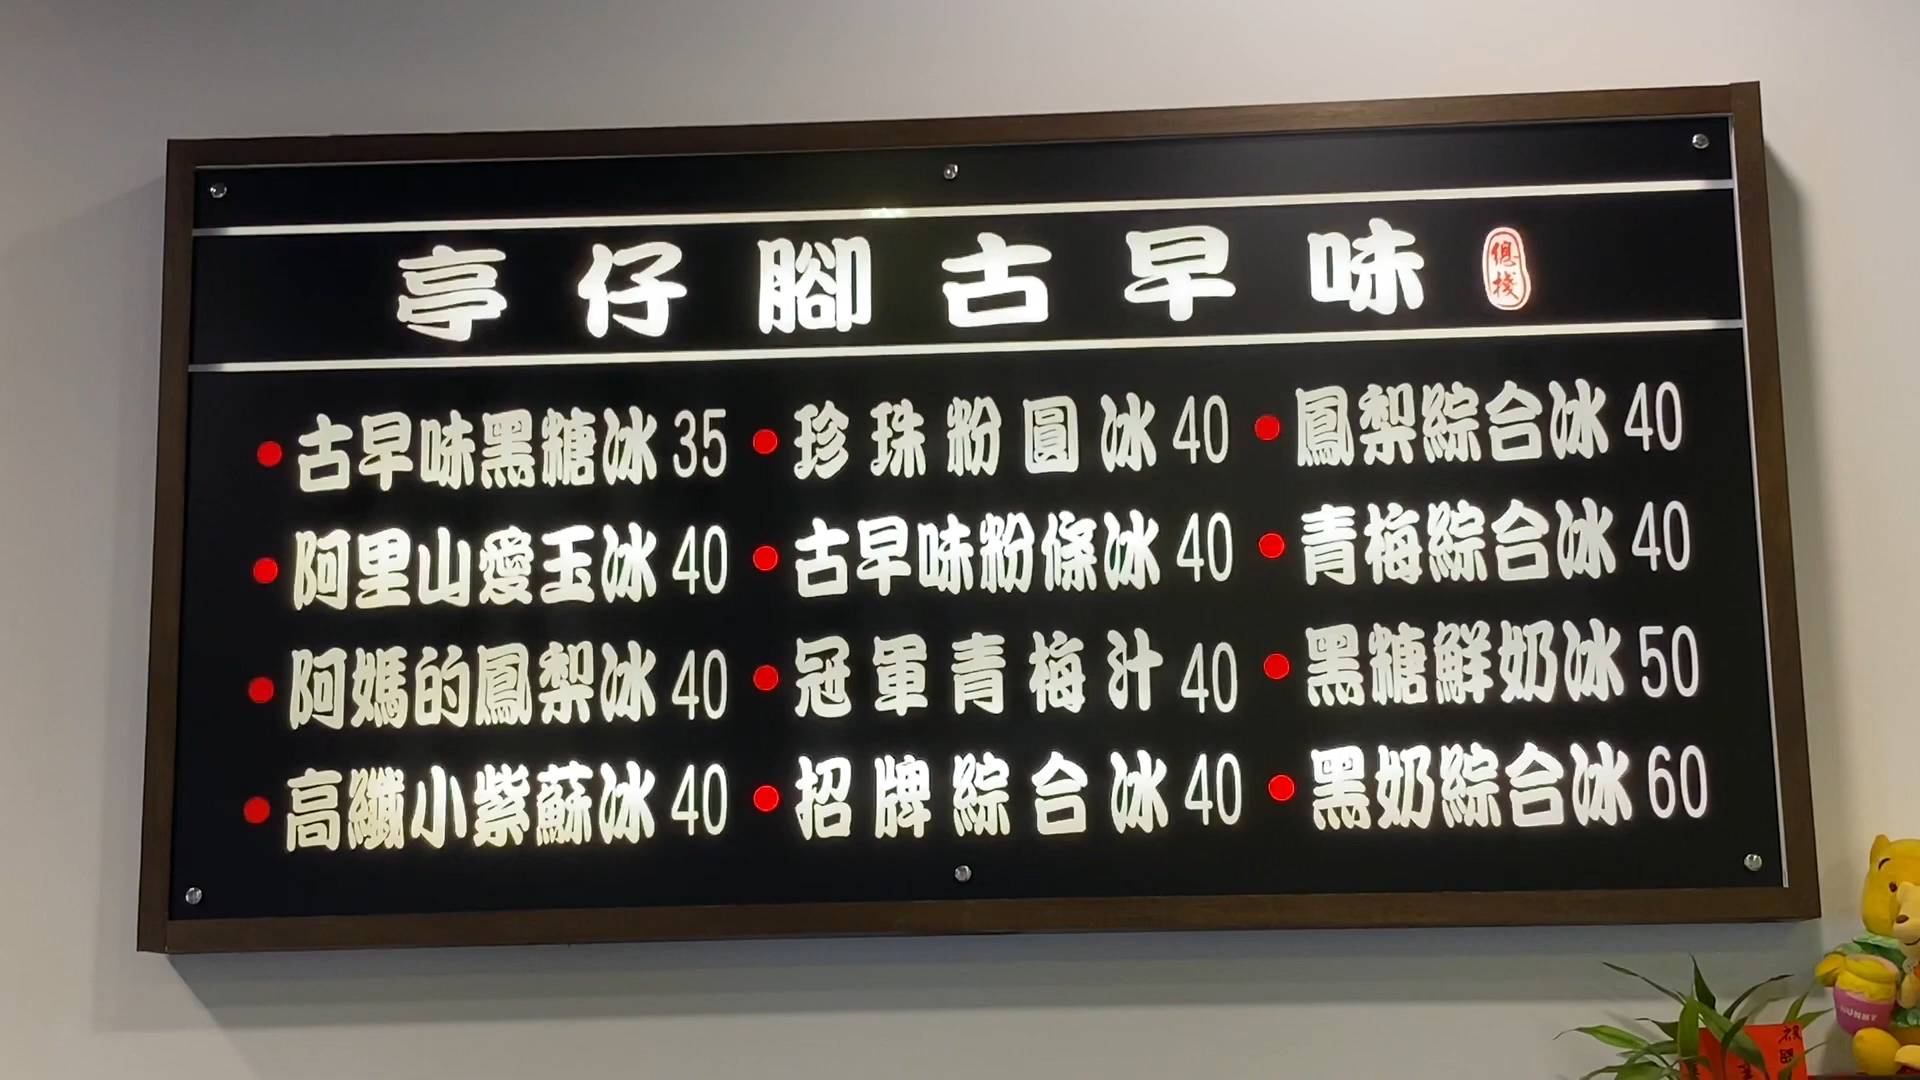 亭仔腳古早味 總棧
古早味黑糖冰 35
珍珠粉圓冰 40
鳳梨綜合冰 40
阿里山愛玉冰 40
古早味粉條冰 40
青梅綜合冰 40
阿媽的鳳梨冰 40
冠軍青梅汁 40
黑糖鮮奶冰 50
高纖小紫蘇冰 40
招牌綜合冰 40
黑奶綜合冰 60
HUNNY